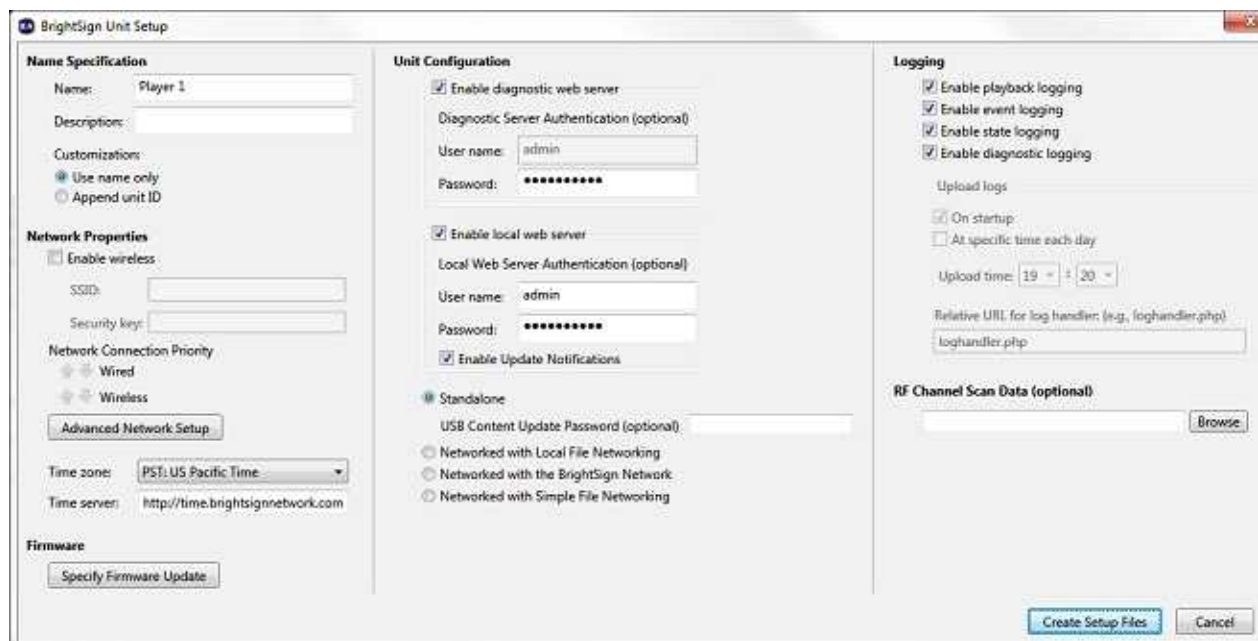 BrightSign Unit Setup
Name Specification
Name: Player 1
Description:
Customization:
Use name only
Append unit ID
Network Properties
Enable wireless
SSID:
Security key:
Network Connection Priority
Wired
Wireless
Advanced Network Setup
Time zone: PST: US Pacific Time
Time server: http://time.brightsignnetwork.com
Firmware
Specify Firmware Update
Unit Configuration
Enable diagnostic web server
Diagnostic Server Authentication (optional)
User name: admin
Password: ••••••••••
Enable local web server
Local Web Server Authentication (optional)
User name: admin
Password: ••••••••••
Enable Update Notifications
Standalone
USB Content Update Password (optional)
Networked with Local File Networking
Networked with the BrightSign Network
Networked with Simple File Networking
Logging
Enable playback logging
Enable event logging
Enable state logging
Enable diagnostic logging
Upload logs
On startup
At specific time each day
Upload time: 19 : 20
Relative URL for log handler: (e.g., loghandler.php)
loghandler.php
RF Channel Scan Data (optional)
Browse
Create Setup Files
Cancel